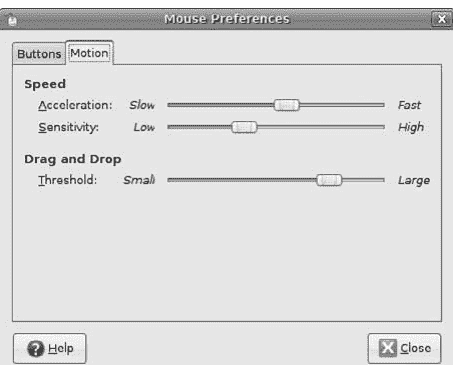 Mouse Preferences
Buttons Motion
Speed
Acceleration: Slow Fast
Sensitivity: Low High
Drag and Drop
Threshold: Small Large
Help Close